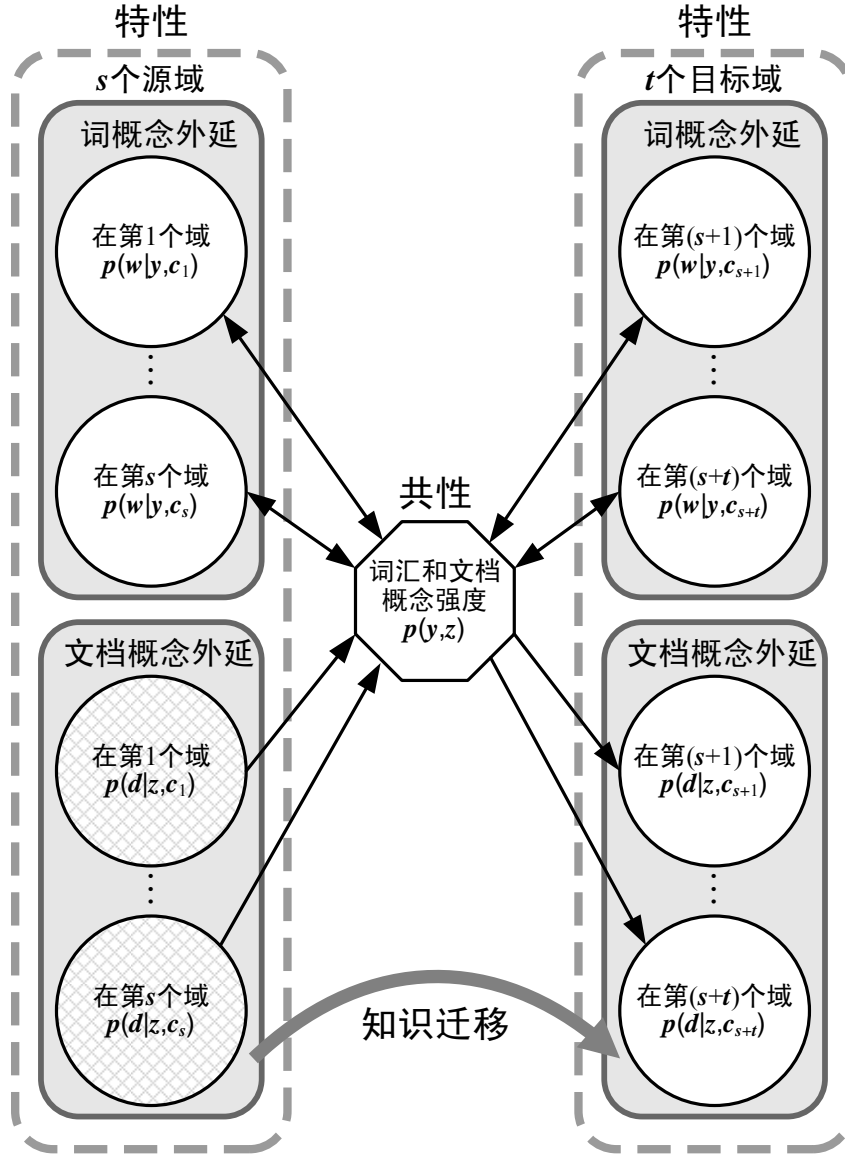 特性
s个源域
词概念外延
在第1个域
p(w|y,c₁)
⋮
在第s个域
p(w|y,cₛ)
文档概念外延
在第1个域
p(d|z,c₁)
⋮
在第s个域
p(d|z,cₛ)
共性
词汇和文档
概念强度
p(y,z)
知识迁移
特性
t个目标域
词概念外延
在第(s+1)个域
p(w|y,cₛ₊₁)
⋮
在第(s+t)个域
p(w|y,cₛ₊ₜ)
文档概念外延
在第(s+1)个域
p(d|z,cₛ₊₁)
⋮
在第(s+t)个域
p(d|z,cₛ₊ₜ)